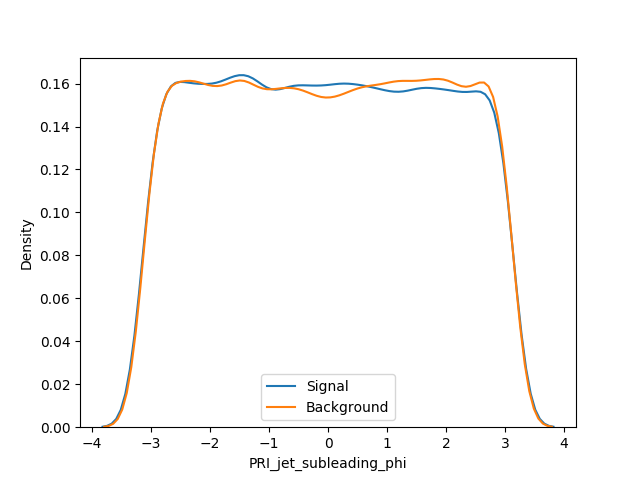 0.16
0.14
0.12
0.10
0.08
0.06
0.04
0.02
0.00
Density
Signal
Background
−4 −3 −2 −1 0 1 2 3 4
PRI_jet_subleading_phi